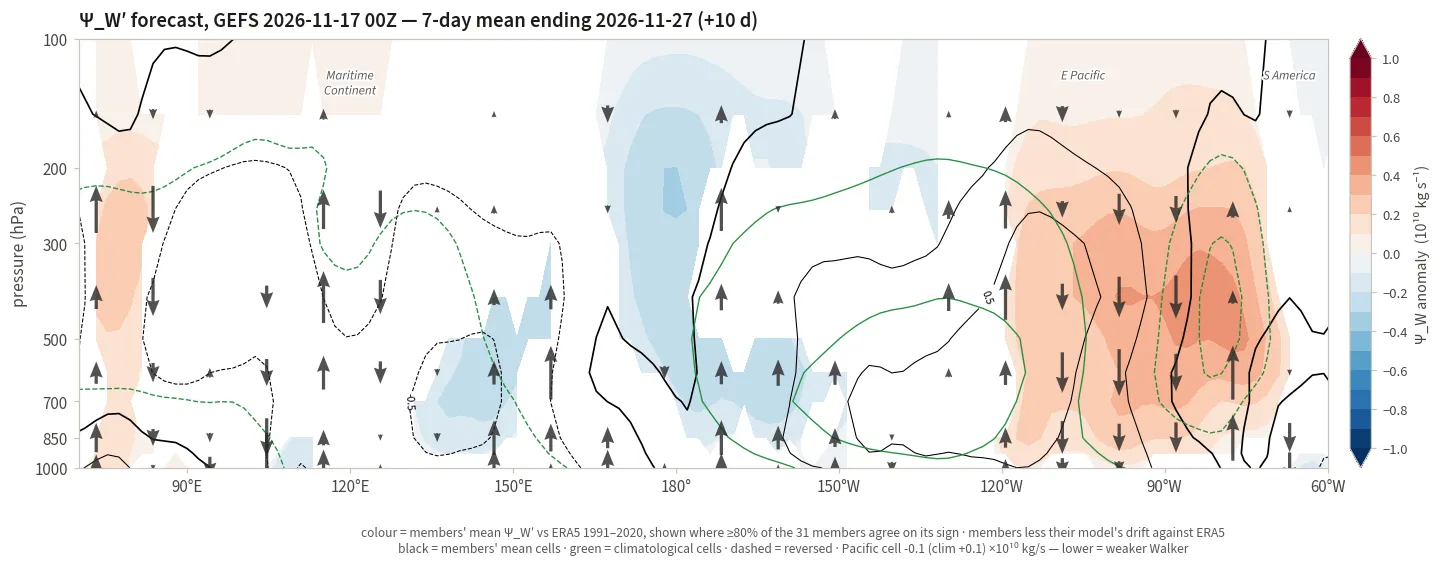 Ψ_W′ forecast, GEFS 2026-11-17 00Z — 7-day mean ending 2026-11-27 (+10 d)
100
200
300
500
700
850
1000
pressure (hPa)
Maritime
Continent
E Pacific
S America
0.5
0.5
90°E
120°E
150°E
180°
150°W
120°W
90°W
60°W
1.0
0.8
0.6
0.4
0.2
0.0
−0.2
−0.4
−0.6
−0.8
−1.0
Ψ_W anomaly (10¹⁰ kg s⁻¹)
colour = members' mean Ψ_W′ vs ERA5 1991–2020, shown where ≥80% of the 31 members agree on its sign · members less their model's drift against ERA5
black = members' mean cells · green = climatological cells · dashed = reversed · Pacific cell -0.1 (clim +0.1) ×10¹⁰ kg/s — lower = weaker Walker